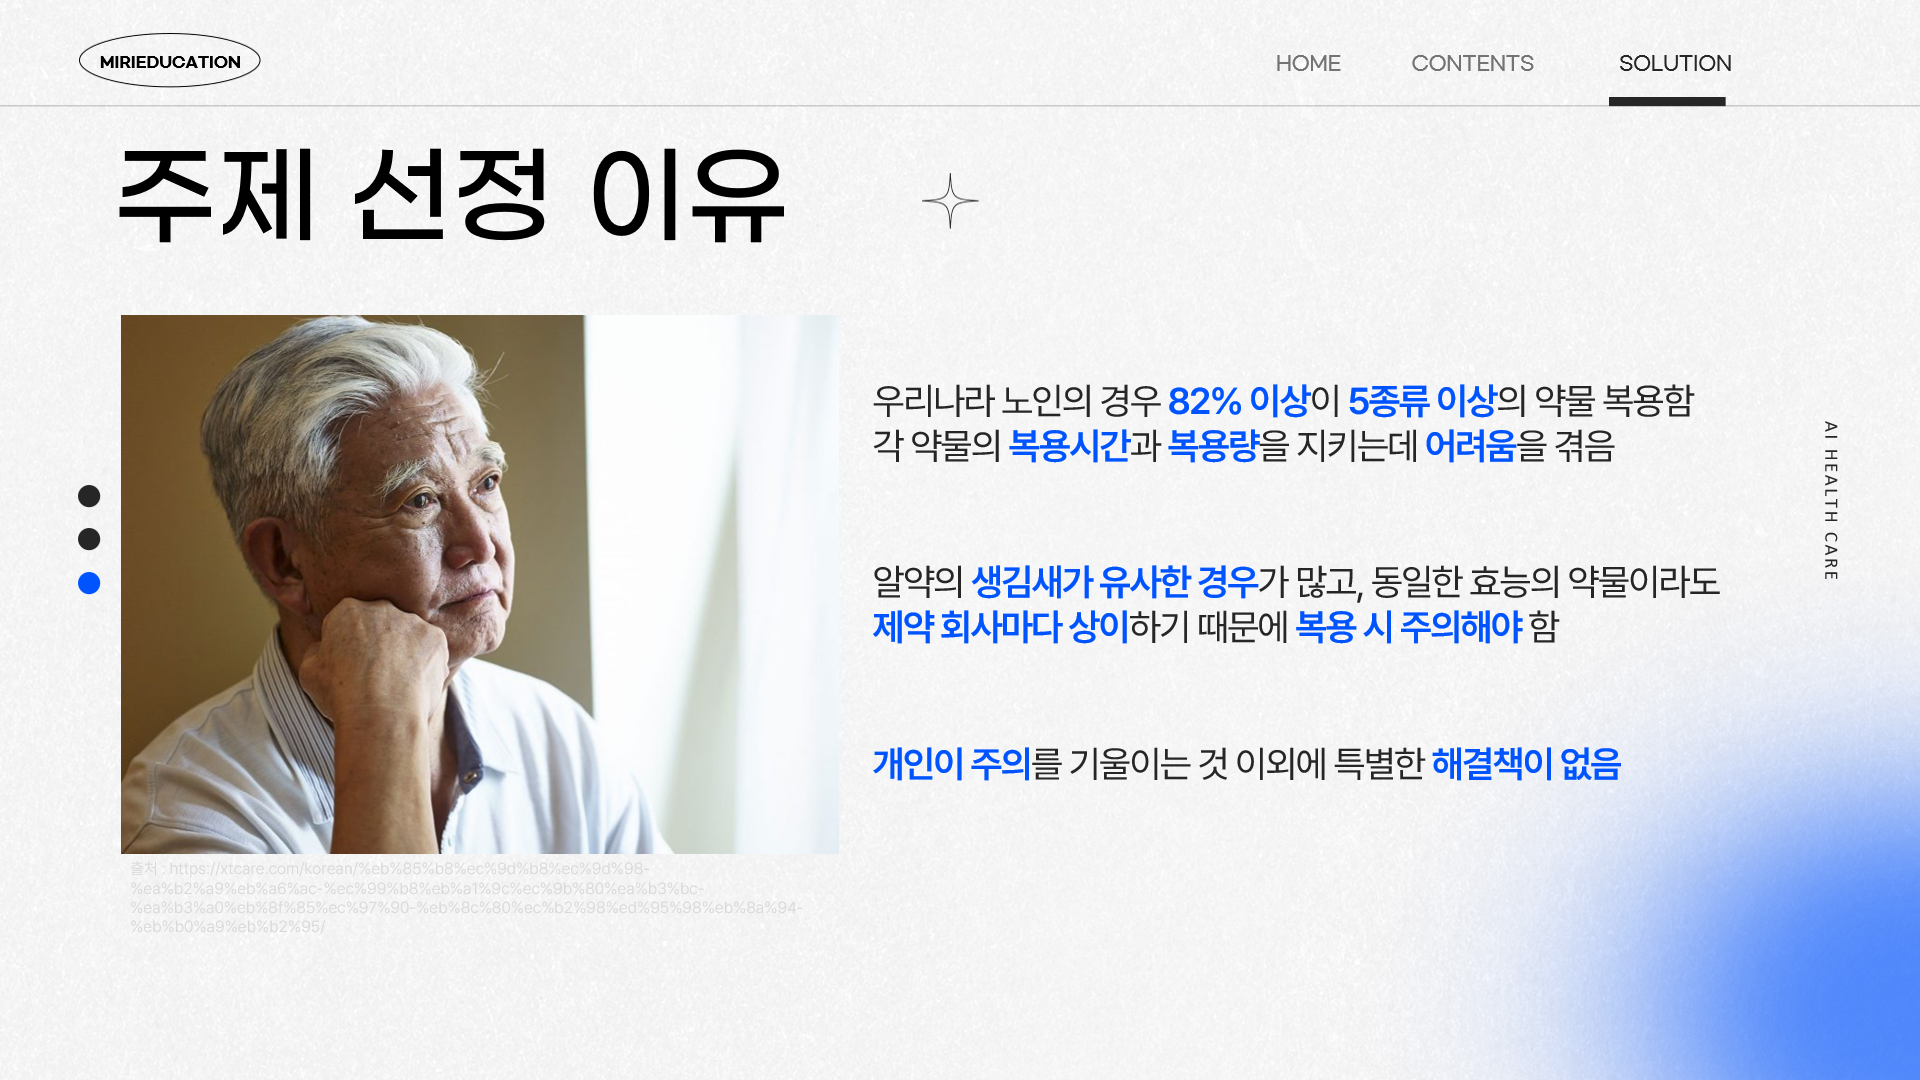 MIRIEDUCATION
HOME
CONTENTS
SOLUTION
주제 선정 이유
우리나라 노인의 경우 82% 이상이 5종류 이상의 약물 복용함
각 약물의 복용시간과 복용량을 지키는데 어려움을 겪음
알약의 생김새가 유사한 경우가 많고, 동일한 효능의 약물이라도
제약 회사마다 상이하기 때문에 복용 시 주의해야 함
개인이 주의를 기울이는 것 이외에 특별한 해결책이 없음
AI HEALTH CARE
출처 : https://xtcare.com/korean/%eb%85%b8%ec%9d%b8%ec%9d%98-
%ea%b2%a9%eb%a6%ac-%ec%99%b8%eb%a1%9c%ec%9b%80%ea%b3%bc-
%ea%b3%a0%eb%8f%85%ec%97%90-%eb%8c%80%ec%b2%98%ed%95%98%eb%8a%94-
%eb%b0%a9%eb%b2%95/